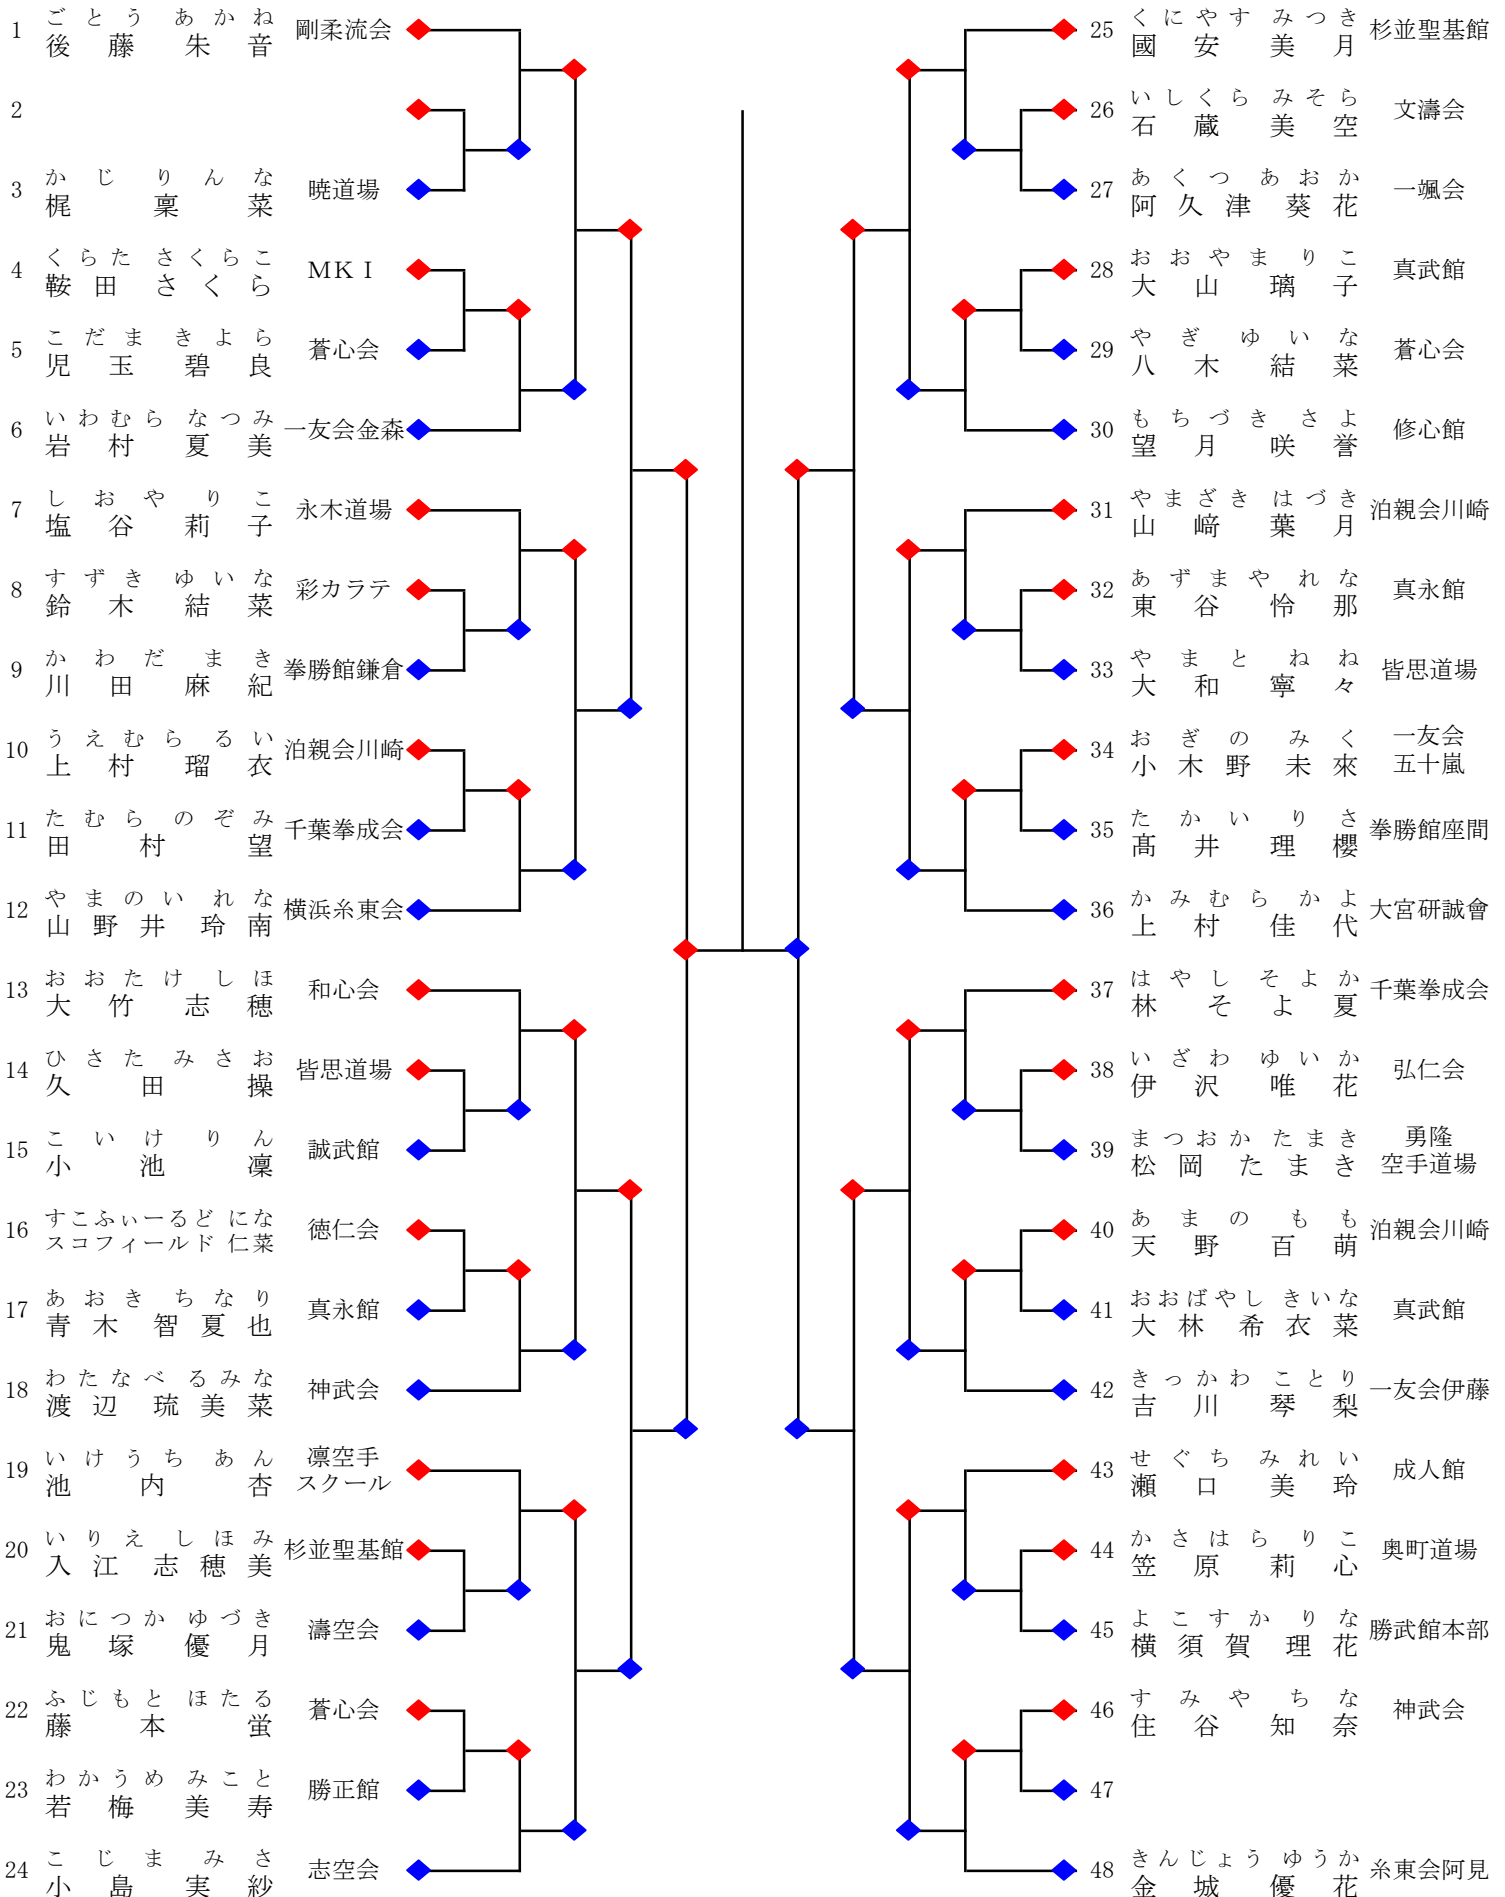 1 ごとう あかね 剛柔流会
後藤 朱音
2
3 かじ りんな 暁道場
梶 稟菜
4 くらた さくらこ ＭＫＩ
鞍田 さくら
5 こだま きよら 蒼心会
児玉 碧良
6 いわむら なつみ 一友会金森
岩村 夏美
7 しおや りこ 永木道場
塩谷 莉子
8 すずき ゆいな 彩カラテ
鈴木 結菜
9 かわだ まき 拳勝館鎌倉
川田 麻紀
10 うえむら るい 泊親会川崎
上村 瑠衣
11 たむら のぞみ 千葉拳成会
田村 望
12 やまのい れな 横浜糸東会
山野井 玲南
13 おおたけ しほ 和心会
大竹 志穂
14 ひさた みさお 皆思道場
久田 操
15 こいけ りん 誠武館
小池 凜
16 すこふぃーるど にな 徳仁会
スコフィールド 仁菜
17 あおき ちなり 真永館
青木 智夏也
18 わたなべ るみな 神武会
渡辺 琉美菜
19 いけうち あん 凛空手
池内 杏 スクール
20 いりえ しほみ 杉並聖基館
入江 志穂美
21 おにつか ゆづき 濤空会
鬼塚 優月
22 ふじもと ほたる 蒼心会
藤本 蛍
23 わかうめ みこと 勝正館
若梅 美寿
24 こじま みさ 志空会
小島 実紗
25 くにやす みつき 杉並聖基館
國安 美月
26 いしくら みそら 文濤会
石蔵 美空
27 あくつ あおか 一颯会
阿久津 葵花
28 おおやま りこ 真武館
大山 璃子
29 やぎ ゆいな 蒼心会
八木 結菜
30 もちづき さよ 修心館
望月 咲誉
31 やまざき はづき 泊親会川崎
山﨑 葉月
32 あずまや れな 真永館
東谷 怜那
33 やまと ねね 皆思道場
大和 寧々
34 おぎの みく 一友会
小木野 未來 五十嵐
35 たかい りさ 拳勝館座間
髙井 理櫻
36 かみむら かよ 大宮研誠會
上村 佳代
37 はやし そよか 千葉拳成会
林 そよ夏
38 いざわ ゆいか 弘仁会
伊沢 唯花
39 まつおか たまき 勇隆
松岡 たまき 空手道場
40 あまの もも 泊親会川崎
天野 百萌
41 おおばやし きいな 真武館
大林 希衣菜
42 きっかわ ことり 一友会伊藤
吉川 琴梨
43 せぐち みれい 成人館
瀬口 美玲
44 かさはら りこ 奥町道場
笠原 莉心
45 よこすか りな 勝武館本部
横須賀 理花
46 すみや ちな 神武会
住谷 知奈
47
48 きんじょう ゆうか 糸東会阿見
金城 優花